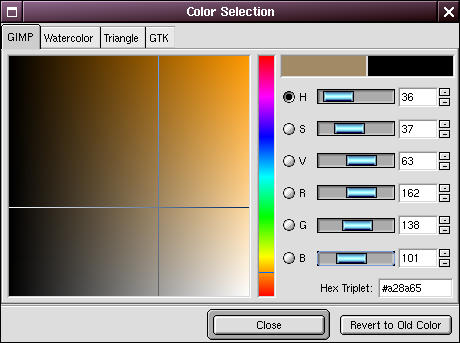 Color Selection
GIMP Watercolor Triangle GTK
H 36
S 37
V 63
R 162
G 138
B 101
Hex Triplet: #a28a65
Close Revert to Old Color